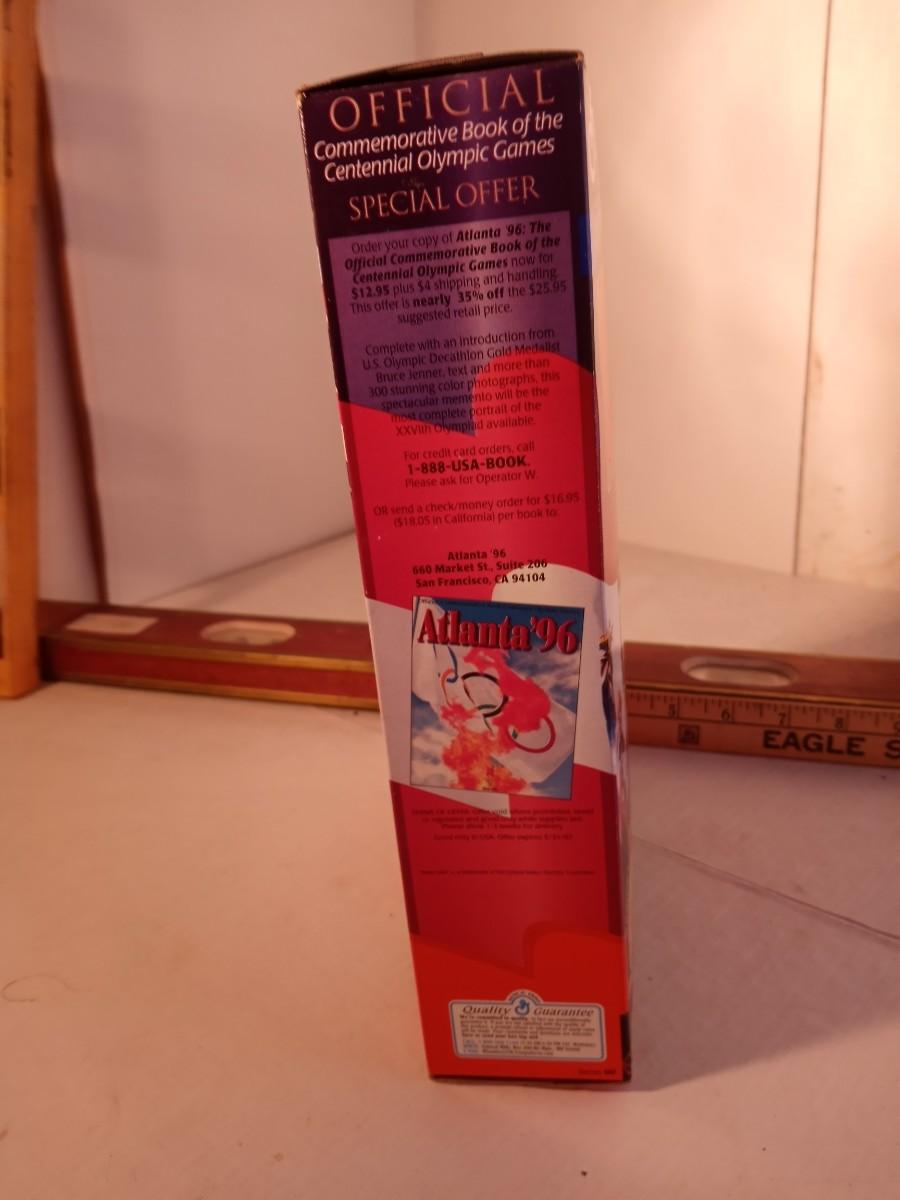 OFFICIAL
Commemorative Book of the
Centennial Olympic Games
SPECIAL OFFER
Order your copy of Atlanta '96: The
Official Commemorative Book of the
Centennial Olympic Games now for
$12.95 plus $4 shipping and handling.
This offer is nearly 35% off the $25.95
suggested retail price.
Complete with an introduction from
U.S. Olympic Decathlon Gold Medalist
Bruce Jenner, text and more than
300 stunning color photographs, this
spectacular memento will be the
most complete portrait of the
XXVIth Olympiad available.
For credit card orders, call
1-888-USA-BOOK.
Please ask for Operator W.
OR send a check/money order for $16.95
($18.05 in California) per book to:
Atlanta '96
660 Market St., Suite 206
San Francisco, CA 94104
Atlanta '96
Quality Guarantee
5 6 7 8
EAGLE S